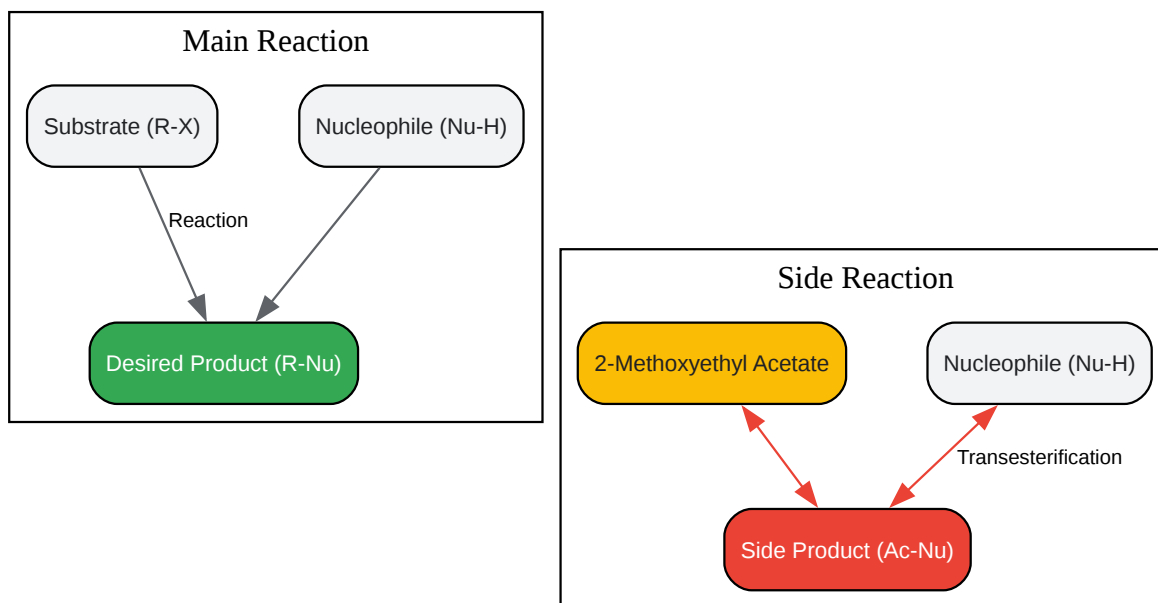 Main Reaction
Substrate (R-X)
Nucleophile (Nu-H)
Reaction
Desired Product (R-Nu)
Side Reaction
2-Methoxyethyl Acetate
Nucleophile (Nu-H)
Transesterification
Side Product (Ac-Nu)